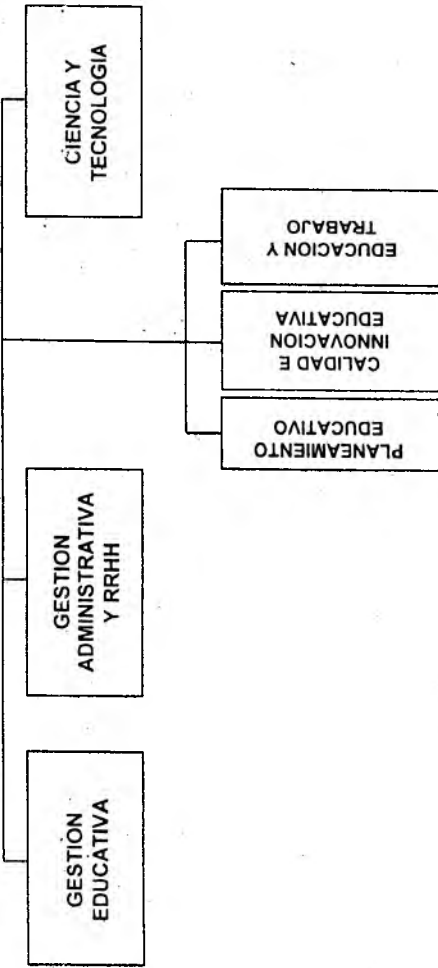 GESTION
EDUCATIVA
GESTION
ADMINISTRATIVA
Y RRHH
CIENCIA Y
TECNOLOGIA
PLANEAMIENTO
EDUCATIVO
CALIDAD E
INNOVACION
EDUCATIVA
EDUCACION Y
TRABAJO